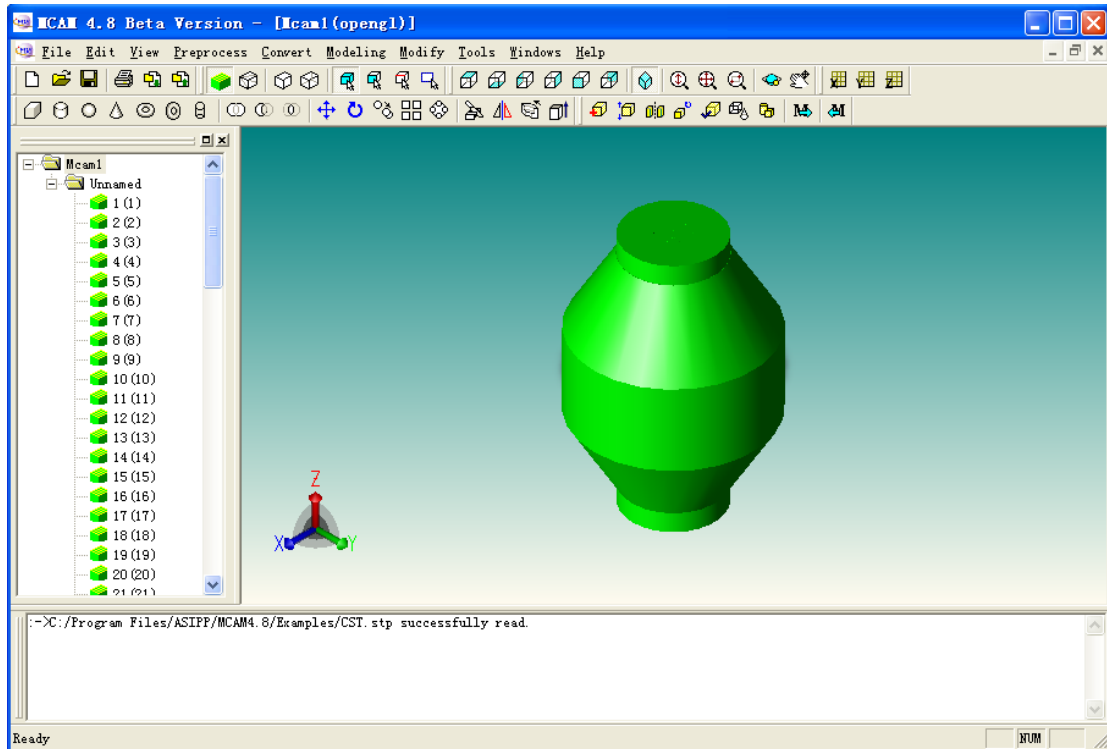 MCAM 4.8 Beta Version - [Mcam1(opengl)]
File Edit View Preprocess Convert Modeling Modify Tools Windows Help
Mcam1
Unnamed
1 (1)
2 (2)
3 (3)
4 (4)
5 (5)
6 (6)
7 (7)
8 (8)
9 (9)
10 (10)
11 (11)
12 (12)
13 (13)
14 (14)
15 (15)
16 (16)
17 (17)
18 (18)
19 (19)
20 (20)
21 (21)
Z
X
Y
:->C:/Program Files/ASIPP/MCAM4.8/Examples/CST.stp successfully read.
Ready
NUM